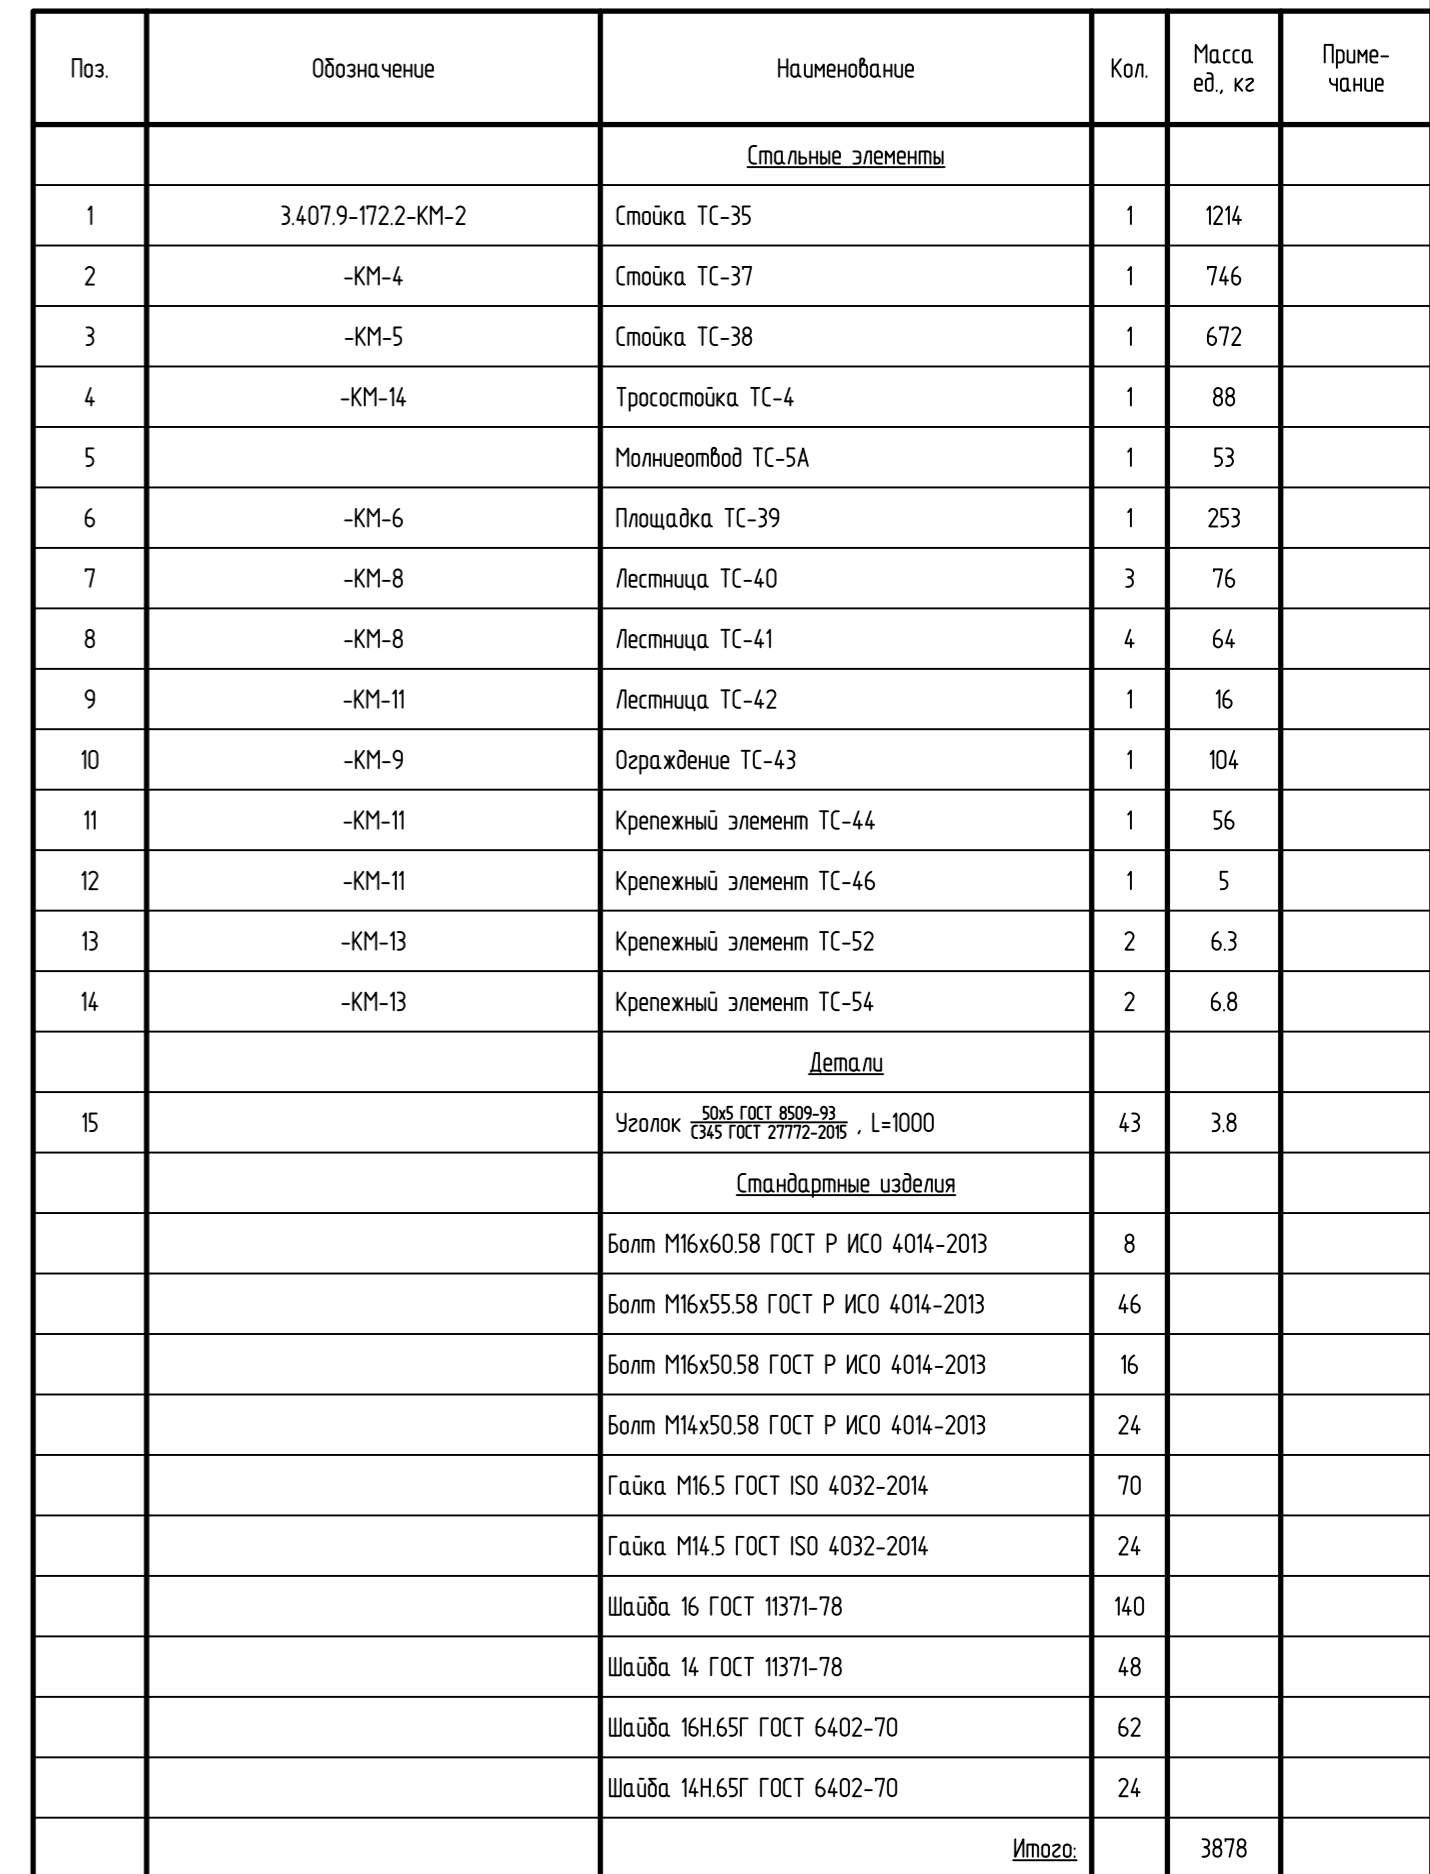 Поз. Обозначение Наименование Кол. Масса ед., кг Приме-чание
Стальные элементы
1 3.407.9-172.2-КМ-2 Стойка ТС-35 1 1214
2 -КМ-4 Стойка ТС-37 1 746
3 -КМ-5 Стойка ТС-38 1 672
4 -КМ-14 Тросостойка ТС-4 1 88
5 Молниеотвод ТС-5А 1 53
6 -КМ-6 Площадка ТС-39 1 253
7 -КМ-8 Лестница ТС-40 3 76
8 -КМ-8 Лестница ТС-41 4 64
9 -КМ-11 Лестница ТС-42 1 16
10 -КМ-9 Ограждение ТС-43 1 104
11 -КМ-11 Крепежный элемент ТС-44 1 56
12 -КМ-11 Крепежный элемент ТС-46 1 5
13 -КМ-13 Крепежный элемент ТС-52 2 6.3
14 -КМ-13 Крепежный элемент ТС-54 2 6.8
Детали
15 Уголок 50х5 ГОСТ 8509-93 / С345 ГОСТ 27772-2015 , L=1000 43 3.8
Стандартные изделия
Болт М16х60.58 ГОСТ Р ИСО 4014-2013 8
Болт М16х55.58 ГОСТ Р ИСО 4014-2013 46
Болт М16х50.58 ГОСТ Р ИСО 4014-2013 16
Болт М14х50.58 ГОСТ Р ИСО 4014-2013 24
Гайка М16.5 ГОСТ ISO 4032-2014 70
Гайка М14.5 ГОСТ ISO 4032-2014 24
Шайба 16 ГОСТ 11371-78 140
Шайба 14 ГОСТ 11371-78 48
Шайба 16Н.65Г ГОСТ 6402-70 62
Шайба 14Н.65Г ГОСТ 6402-70 24
Итого: 3878